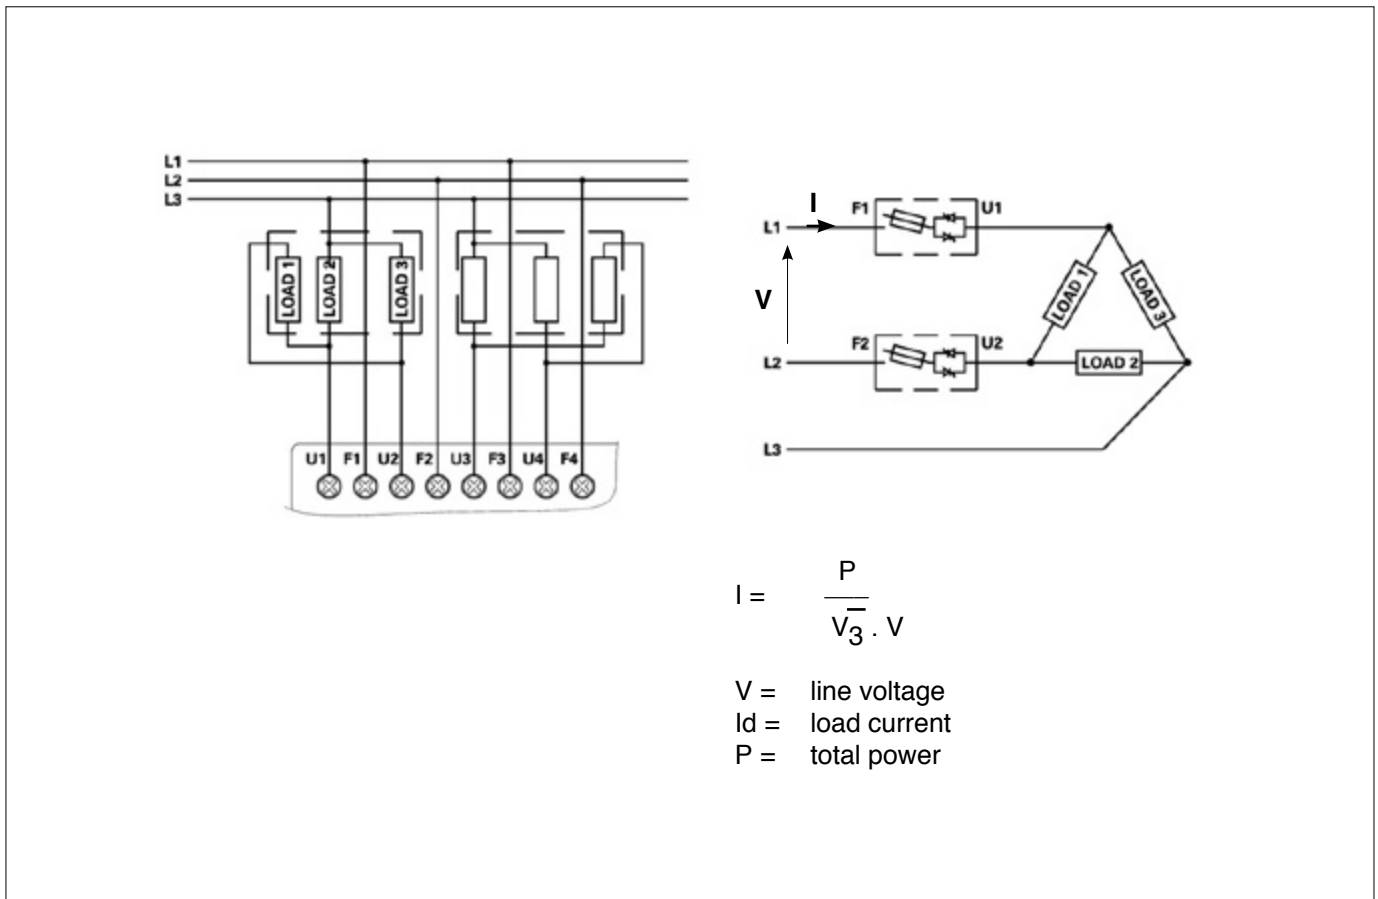 L1
L2
L3
LOAD 1
LOAD 2
LOAD 3
U1 F1 U2 F2 U3 F3 U4 F4
I
F1 U1
L1
V
LOAD 1
LOAD 3
F2 U2
L2
LOAD 2
L3
I = P
V3 . V
V = line voltage
Id = load current
P = total power